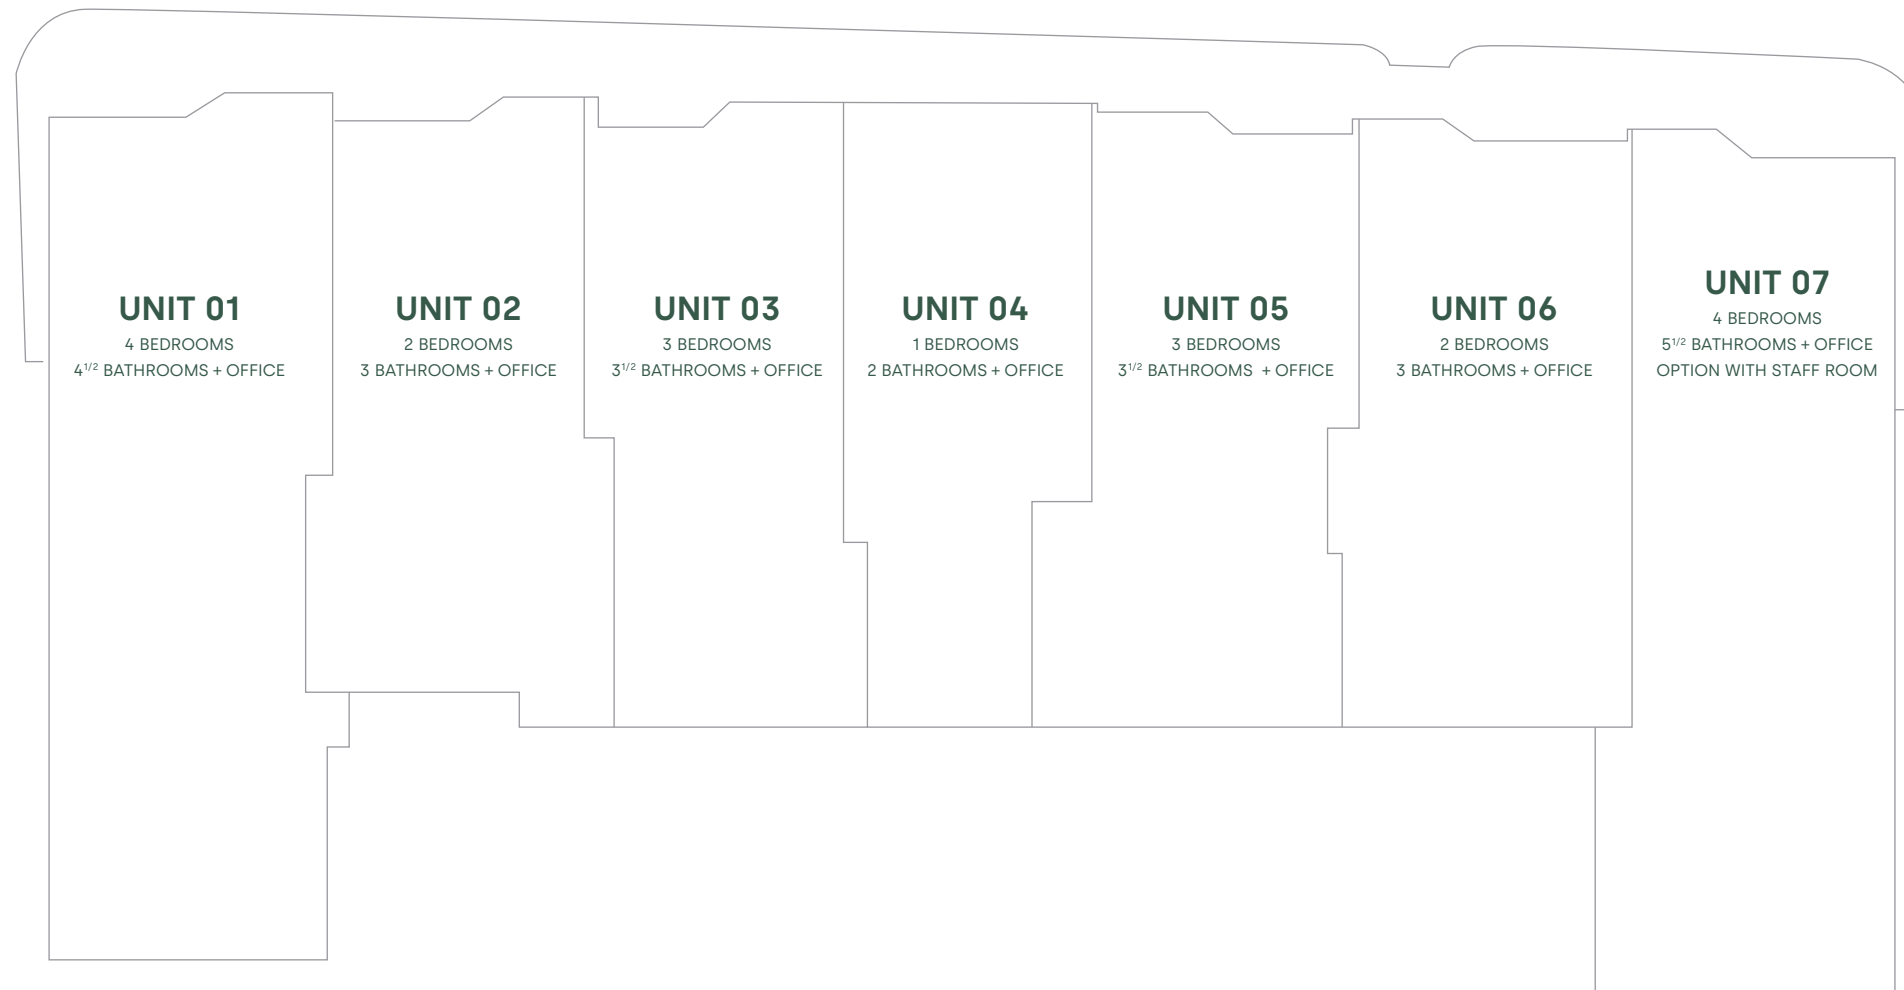 UNIT 01
4 BEDROOMS
4 1/2 BATHROOMS + OFFICE
UNIT 02
2 BEDROOMS
3 BATHROOMS + OFFICE
UNIT 03
3 BEDROOMS
3 1/2 BATHROOMS + OFFICE
UNIT 04
1 BEDROOMS
2 BATHROOMS + OFFICE
UNIT 05
3 BEDROOMS
3 1/2 BATHROOMS + OFFICE
UNIT 06
2 BEDROOMS
3 BATHROOMS + OFFICE
UNIT 07
4 BEDROOMS
5 1/2 BATHROOMS + OFFICE
OPTION WITH STAFF ROOM